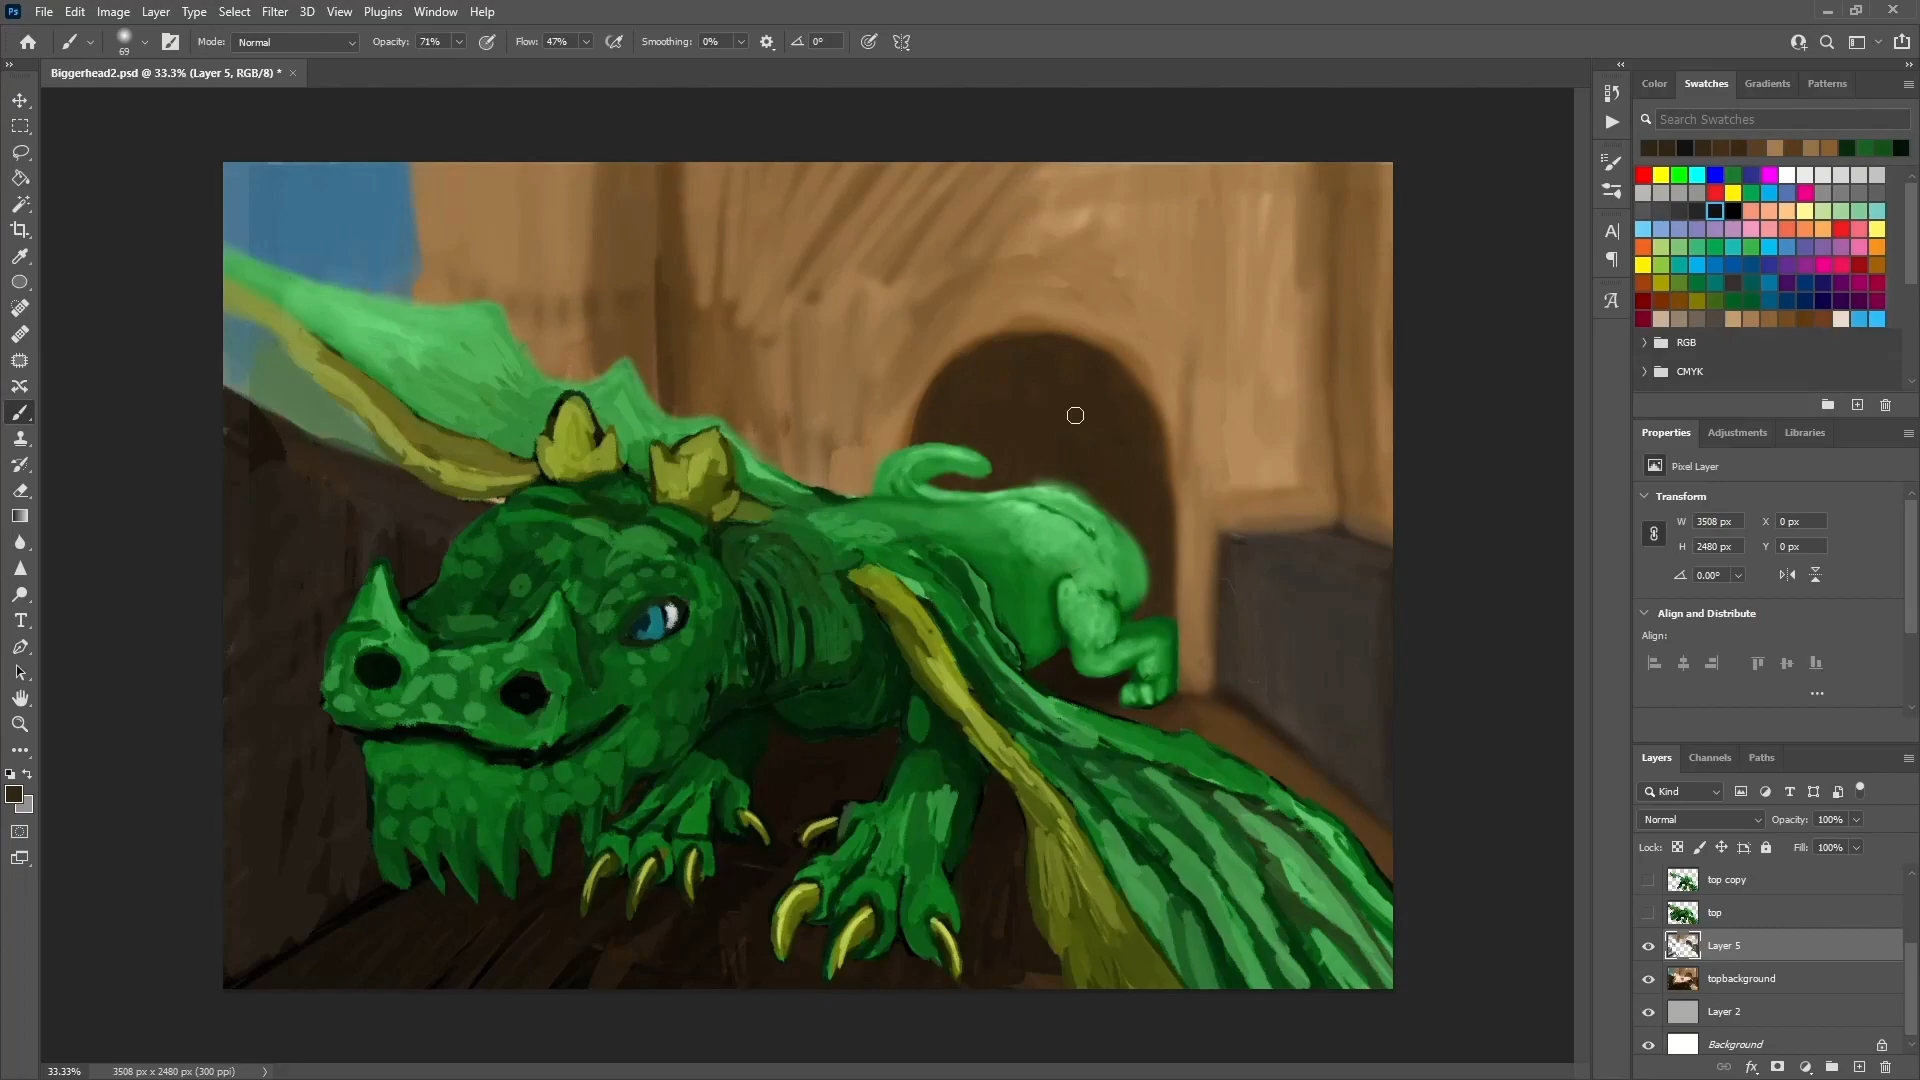 Ps File Edit Image Layer Type Select Filter 3D View Plugins Window Help
69 Mode: Normal Opacity: 71% Flow: 47% Smoothing: 0% 0°
Biggerhead2.psd @ 33.3% (Layer 5, RGB/8) * ×
Color Swatches Gradients Patterns
Search Swatches
RGB
CMYK
Properties Adjustments Libraries
Pixel Layer
Transform
W 3508 px X 0 px
H 2480 px Y 0 px
0.00°
Align and Distribute
Align:
Layers Channels Paths
Kind
Normal Opacity: 100%
Lock: Fill: 100%
top copy
top
Layer 5
topbackground
Layer 2
Background
33.33% 3508 px x 2480 px (300 ppi)